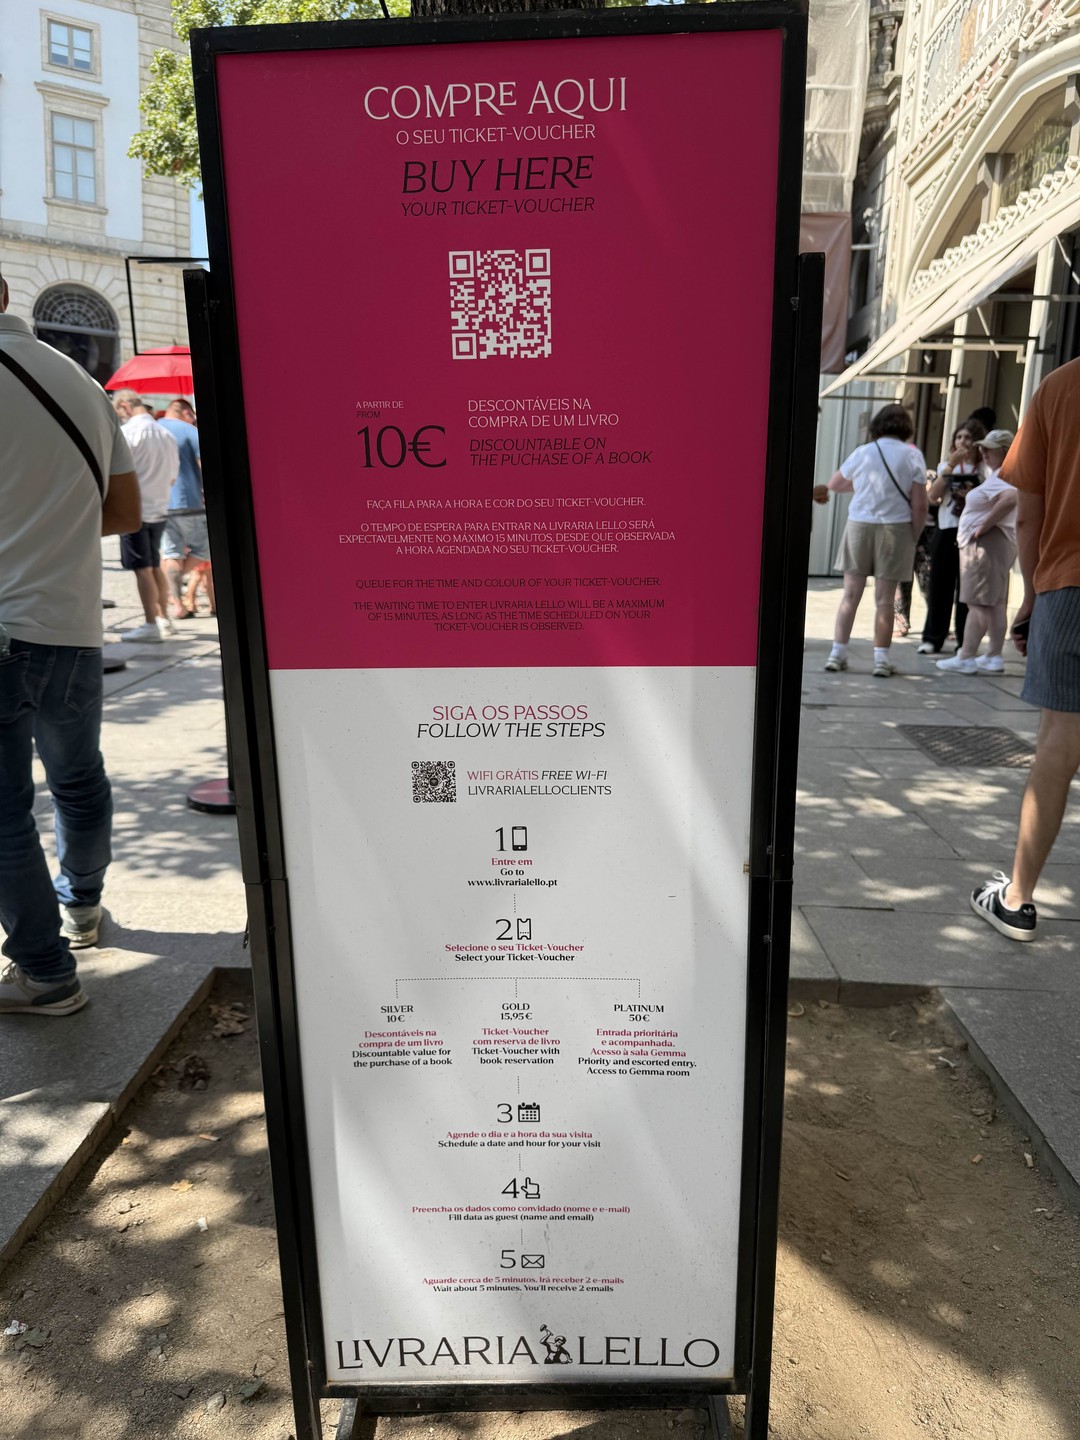 COMPRE AQUI
O SEU TICKET-VOUCHER
BUY HERE
YOUR TICKET-VOUCHER
A PARTIR DE
FROM
10€
DESCONTÁVEIS NA
COMPRA DE UM LIVRO
DISCOUNTABLE ON
THE PUCHASE OF A BOOK
FAÇA FILA PARA A HORA E COR DO SEU TICKET-VOUCHER.
O TEMPO DE ESPERA PARA ENTRAR NA LIVRARIA LELLO SERÁ
EXPECTAVELMENTE NO MÁXIMO 15 MINUTOS, DESDE QUE OBSERVADA
A HORA AGENDADA NO SEU TICKET-VOUCHER.
QUEUE FOR THE TIME AND COLOUR OF YOUR TICKET-VOUCHER.
THE WAITING TIME TO ENTER LIVRARIA LELLO WILL BE A MAXIMUM
OF 15 MINUTES, AS LONG AS THE TIME SCHEDULED ON YOUR
TICKET-VOUCHER IS OBSERVED.
SIGA OS PASSOS
FOLLOW THE STEPS
WIFI GRÁTIS FREE WI-FI
LIVRARIALELLOCLIENTS
1
Entre em
Go to
www.livrarialello.pt
2
Selecione o seu Ticket-Voucher
Select your Ticket-Voucher
SILVER
10€
Descontáveis na
compra de um livro
Discountable value for
the purchase of a book
GOLD
15,95€
Ticket-Voucher
com reserva de livro
Ticket-Voucher with
book reservation
PLATINUM
50€
Entrada prioritária
e acompanhada.
Acesso à sala Gemma
Priority and escorted entry.
Access to Gemma room
3
Agende o dia e a hora da sua visita
Schedule a date and hour for your visit
4
Preencha os dados como convidado (nome e e-mail)
Fill data as guest (name and email)
5
Aguarde cerca de 5 minutos. Irá receber 2 e-mails
Wait about 5 minutes. You'll receive 2 emails
LIVRARIA LELLO